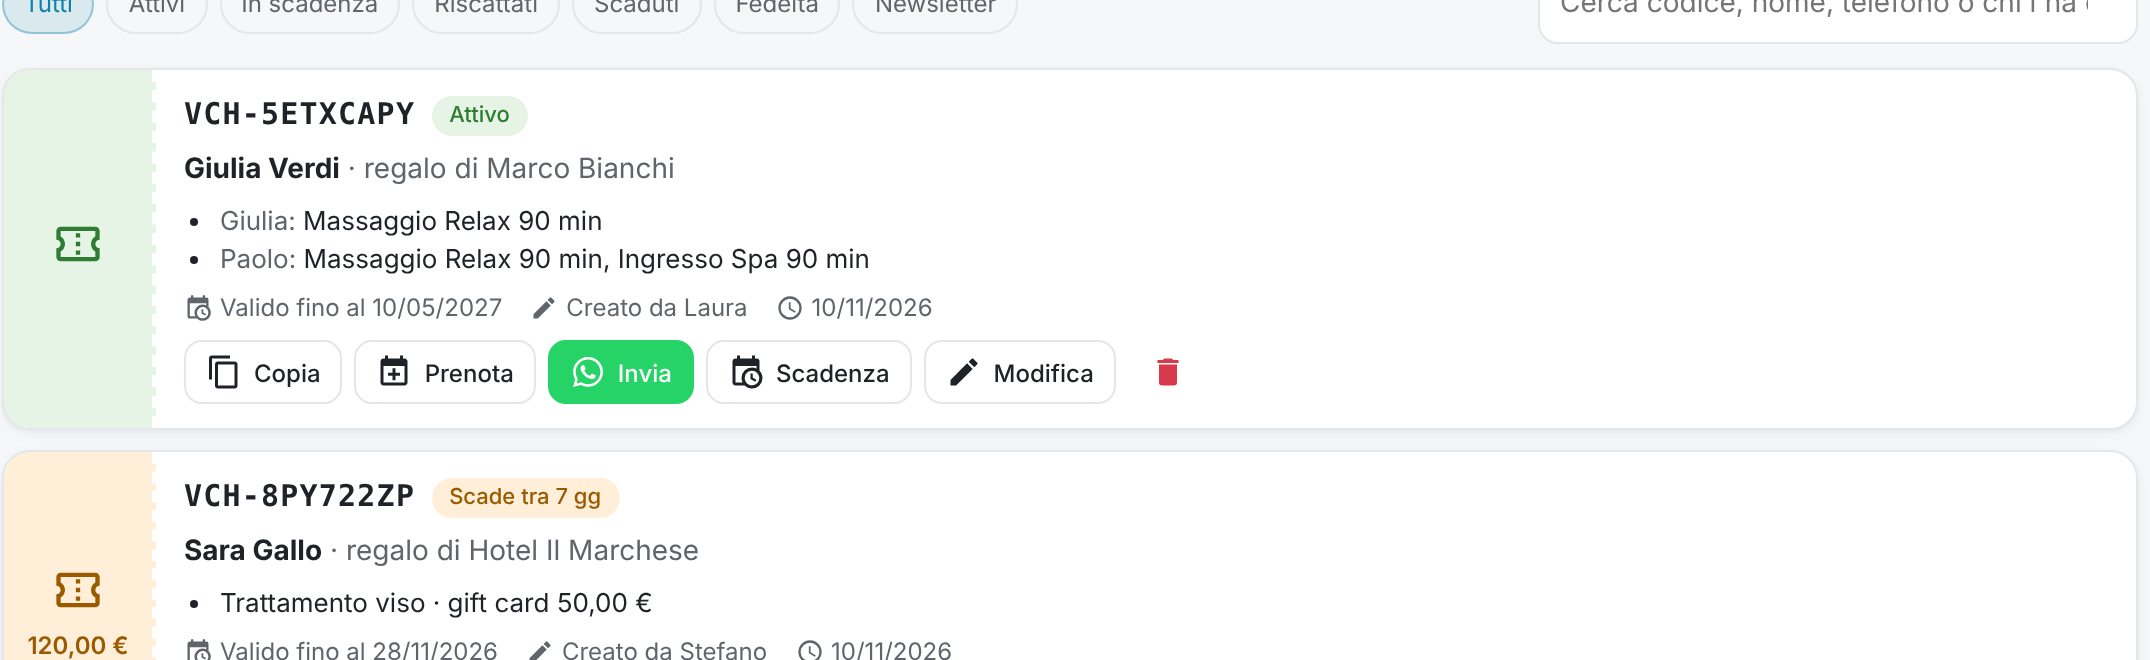 Tutti Attivi In scadenza Riscattati Scaduti Fedeltà Newsletter Cerca codice, nome, telefono o chi l'ha
VCH-5ETXCAPY Attivo
Giulia Verdi · regalo di Marco Bianchi
• Giulia: Massaggio Relax 90 min
• Paolo: Massaggio Relax 90 min, Ingresso Spa 90 min
Valido fino al 10/05/2027 Creato da Laura 10/11/2026
Copia Prenota Invia Scadenza Modifica
VCH-8PY722ZP Scade tra 7 gg
Sara Gallo · regalo di Hotel Il Marchese
• Trattamento viso · gift card 50,00 €
120,00 €
Valido fino al 28/11/2026 Creato da Stefano 10/11/2026